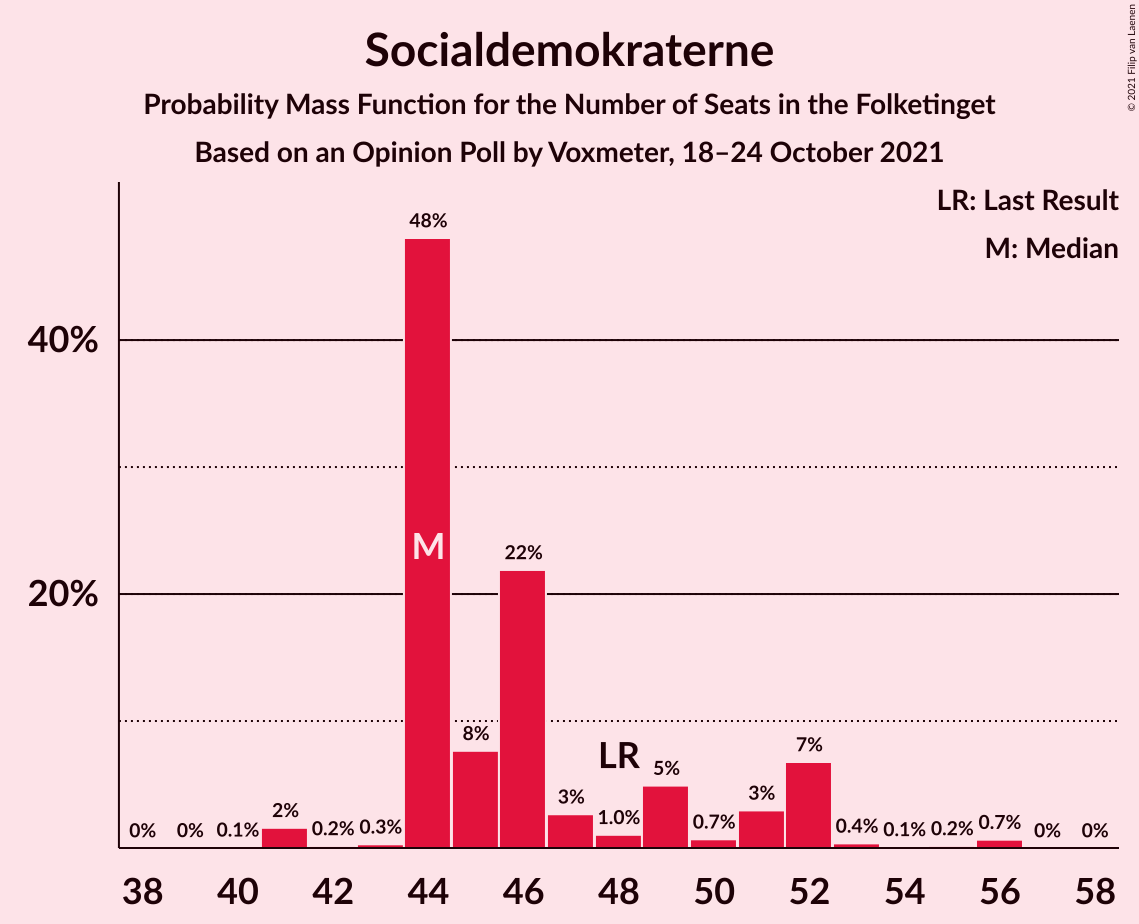 Socialdemokraterne
Probability Mass Function for the Number of Seats in the Folketinget
Based on an Opinion Poll by Voxmeter, 18–24 October 2021
© 2021 Filip van Laenen
LR: Last Result
M: Median
40%
20%
0% 0% 0.1% 2% 0.2% 0.3% 48% 8% 22% 3% 1.0% 5% 0.7% 3% 7% 0.4% 0.1% 0.2% 0.7% 0% 0%
M
LR
38 40 42 44 46 48 50 52 54 56 58